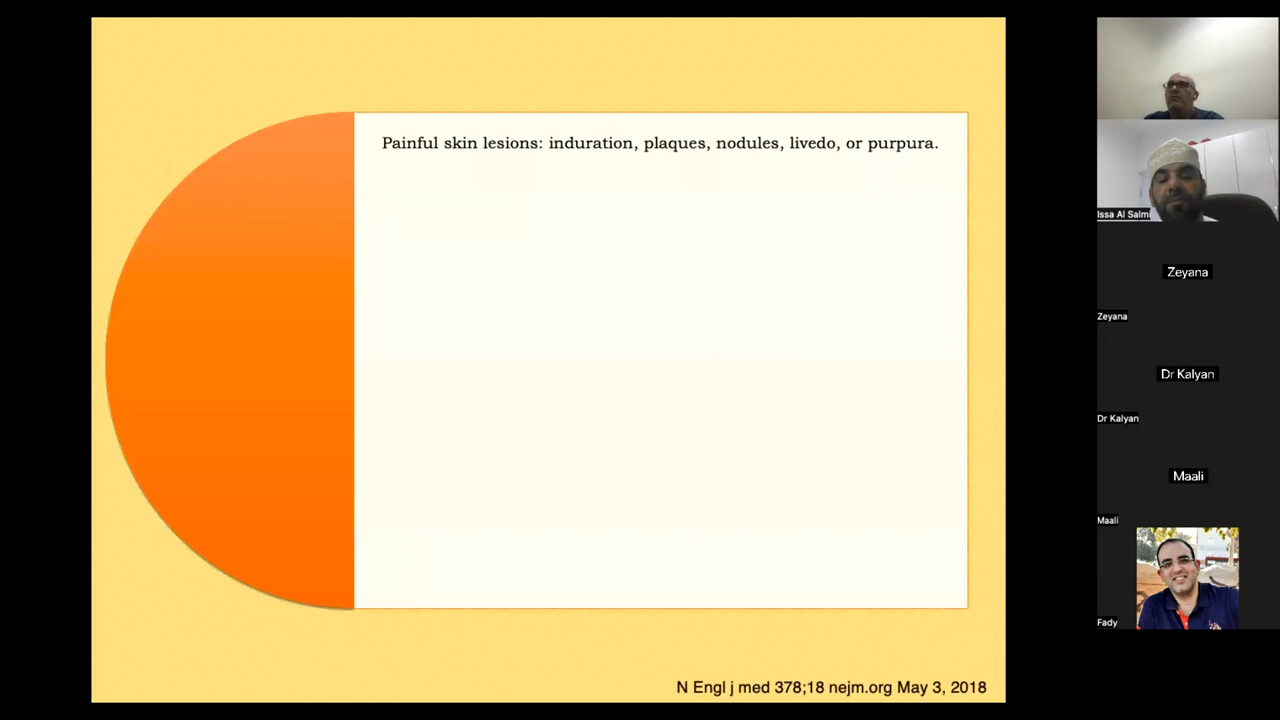 Painful skin lesions: induration, plaques, nodules, livedo, or purpura.
N Engl j med 378;18 nejm.org May 3, 2018
Issa Al Salmi
Zeyana
Zeyana
Dr Kalyan
Dr Kalyan
Maali
Maali
Fady